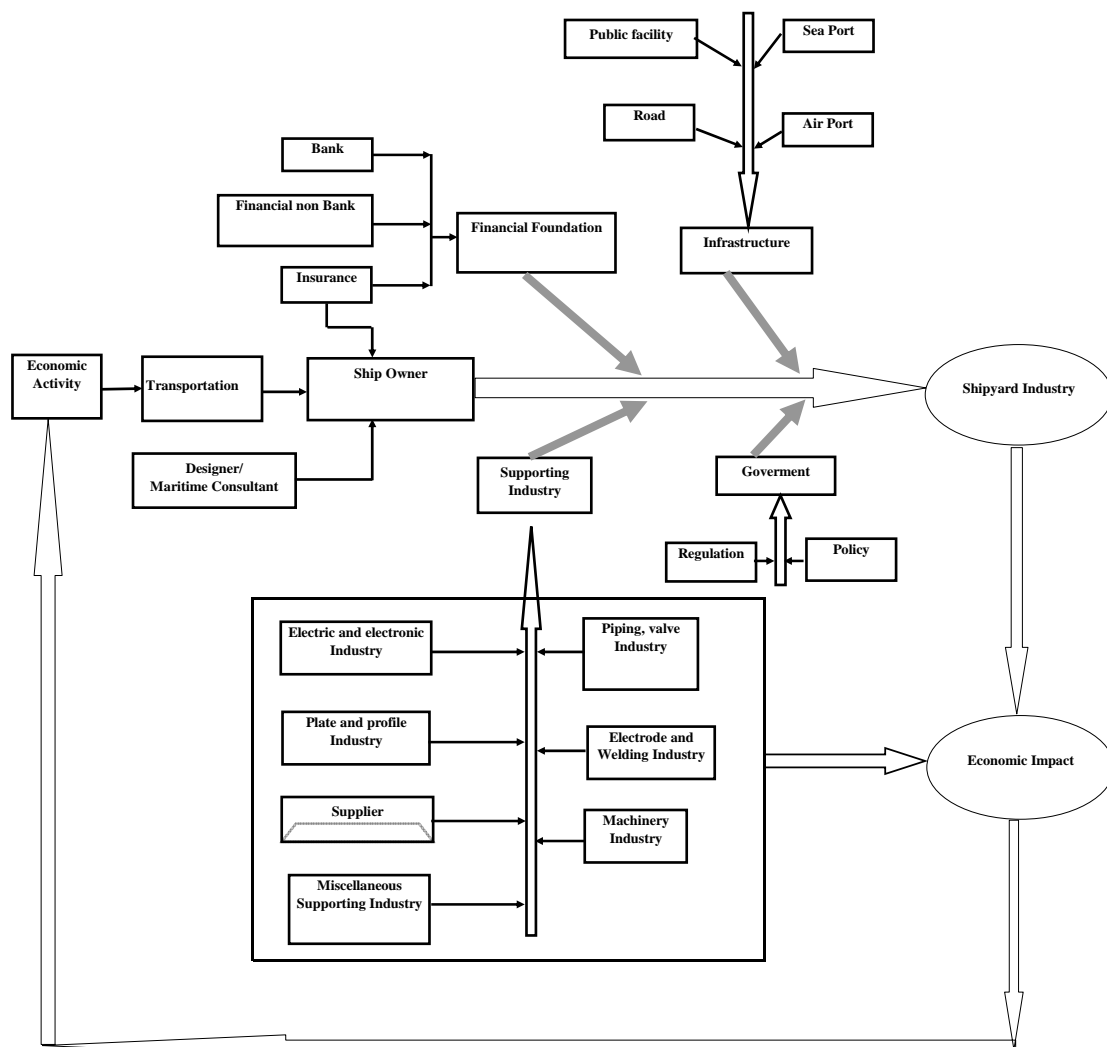 Public facility
Sea Port
Road
Air Port
Bank
Financial non Bank
Financial Foundation
Infrastructure
Insurance
Economic
Activity
Transportation
Ship Owner
Shipyard Industry
Designer/
Maritime Consultant
Supporting
Industry
Goverment
Regulation
Policy
Electric and electronic
Industry
Piping, valve
Industry
Plate and profile
Industry
Electrode and
Welding Industry
Economic Impact
Supplier
Machinery
Industry
Miscellaneous
Supporting Industry